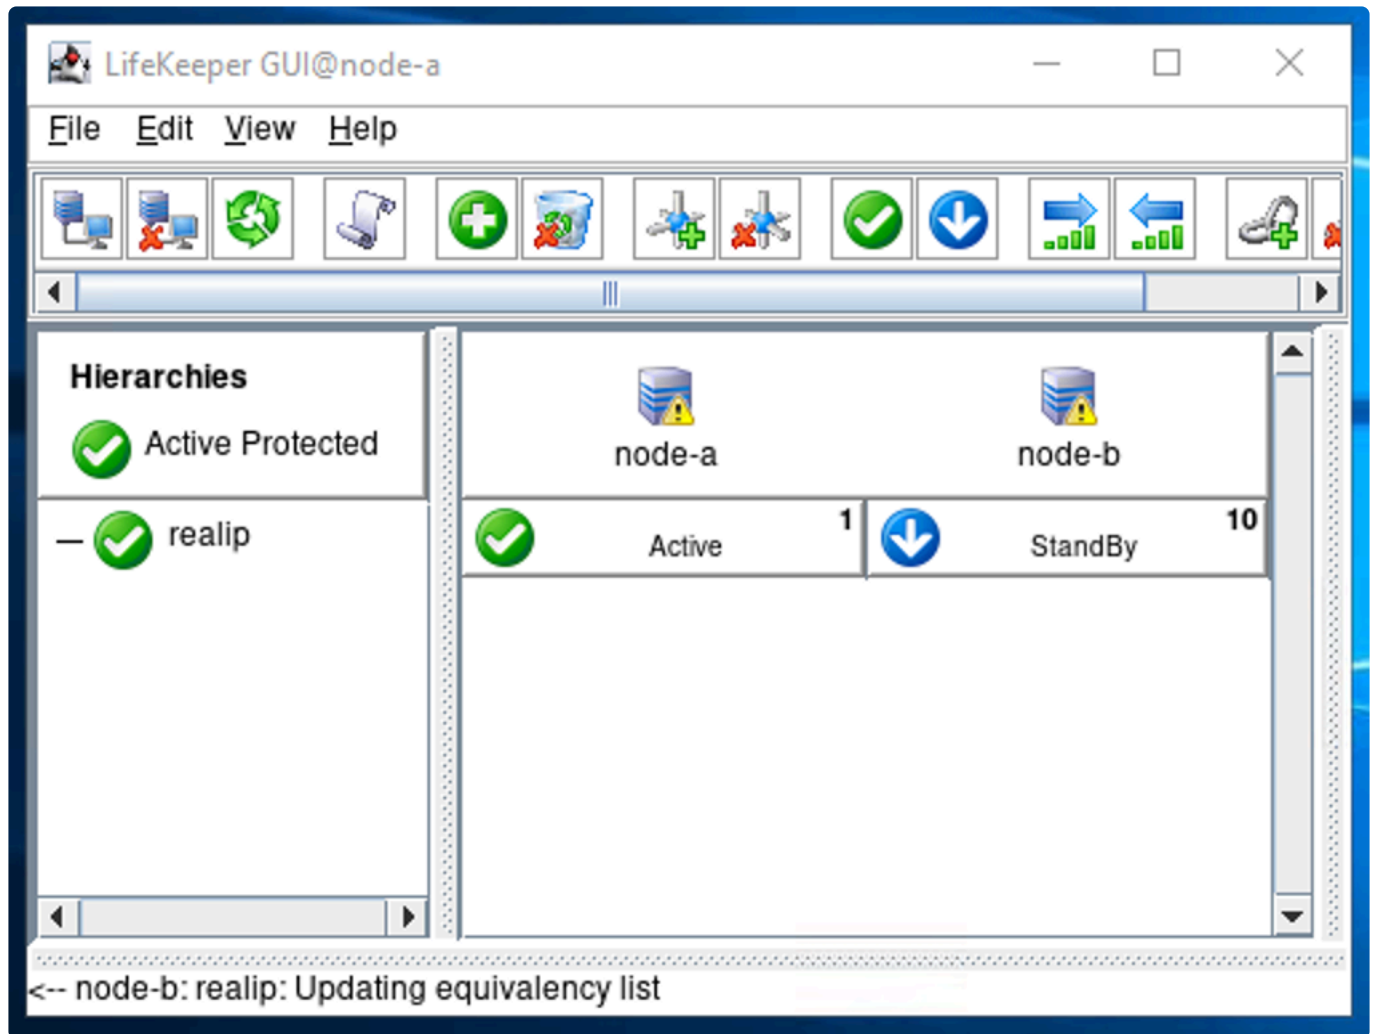 LifeKeeper GUI@node-a
File Edit View Help
Hierarchies
Active Protected
node-a node-b
realip
Active 1 StandBy 10
<-- node-b: realip: Updating equivalency list